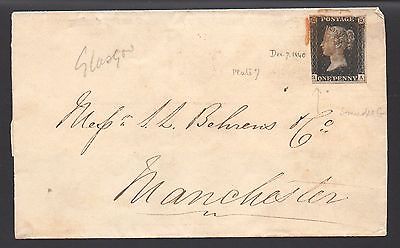 Glasgow
Dec 7. 1840
plate 7
POSTAGE
ONE PENNY
A
Messrs S. L. Behrens & Co
Manchester